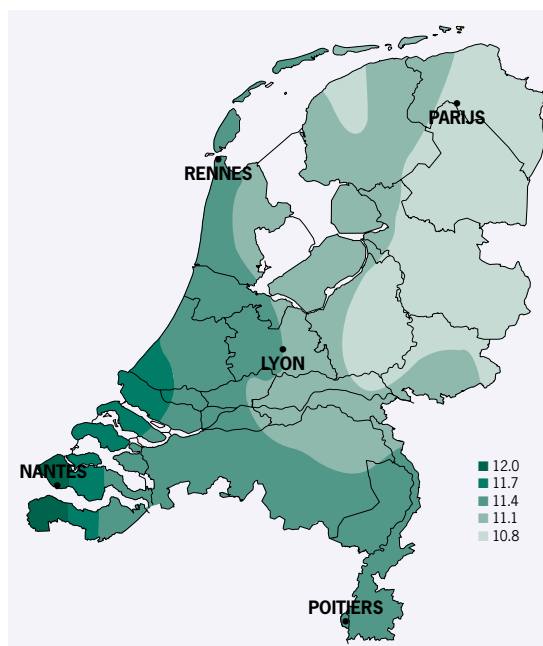 PARIJS
RENNES
LYON
NANTES
12.0
11.7
11.4
11.1
10.8
POITIERS